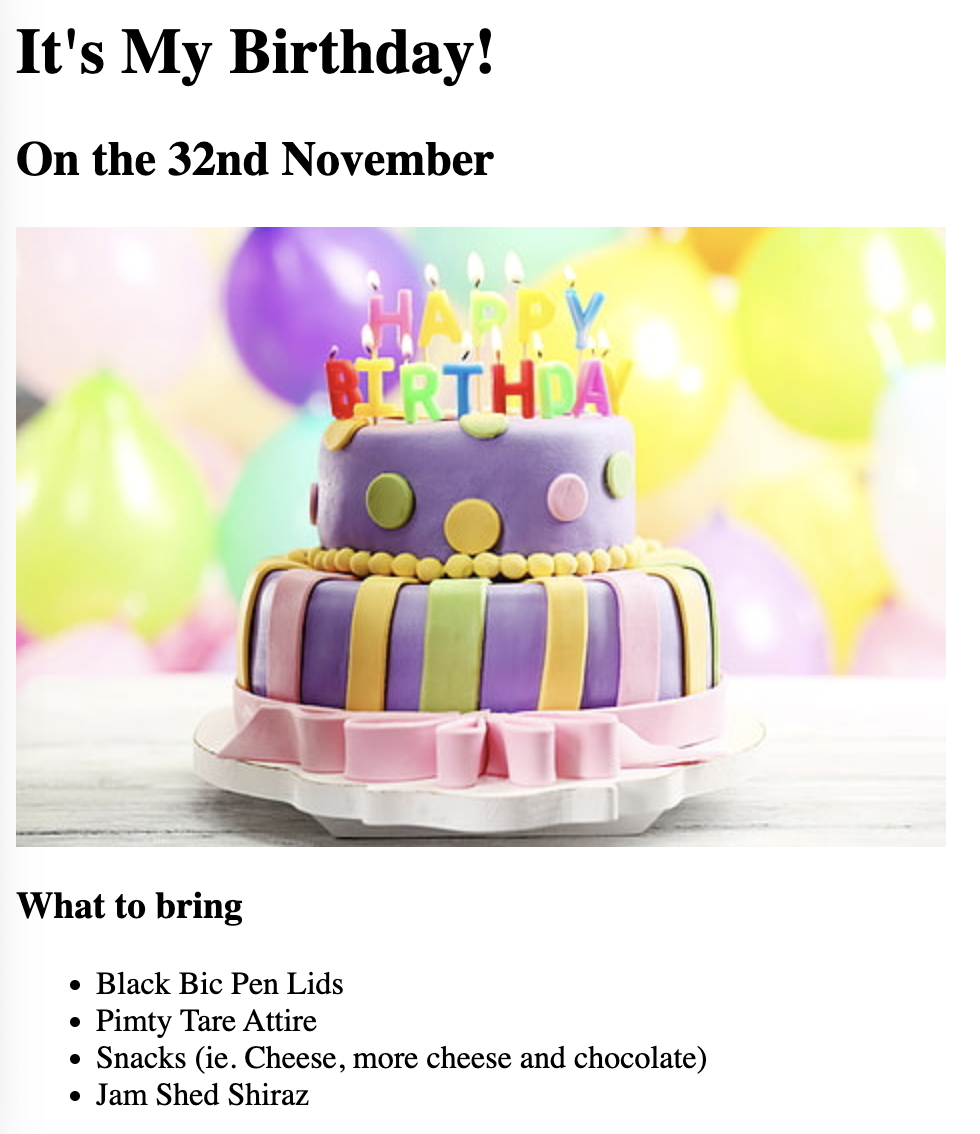 It's My Birthday!
On the 32nd November
HAPPY
BIRTHDAY
What to bring
Black Bic Pen Lids
Pimty Tare Attire
Snacks (ie. Cheese, more cheese and chocolate)
Jam Shed Shiraz